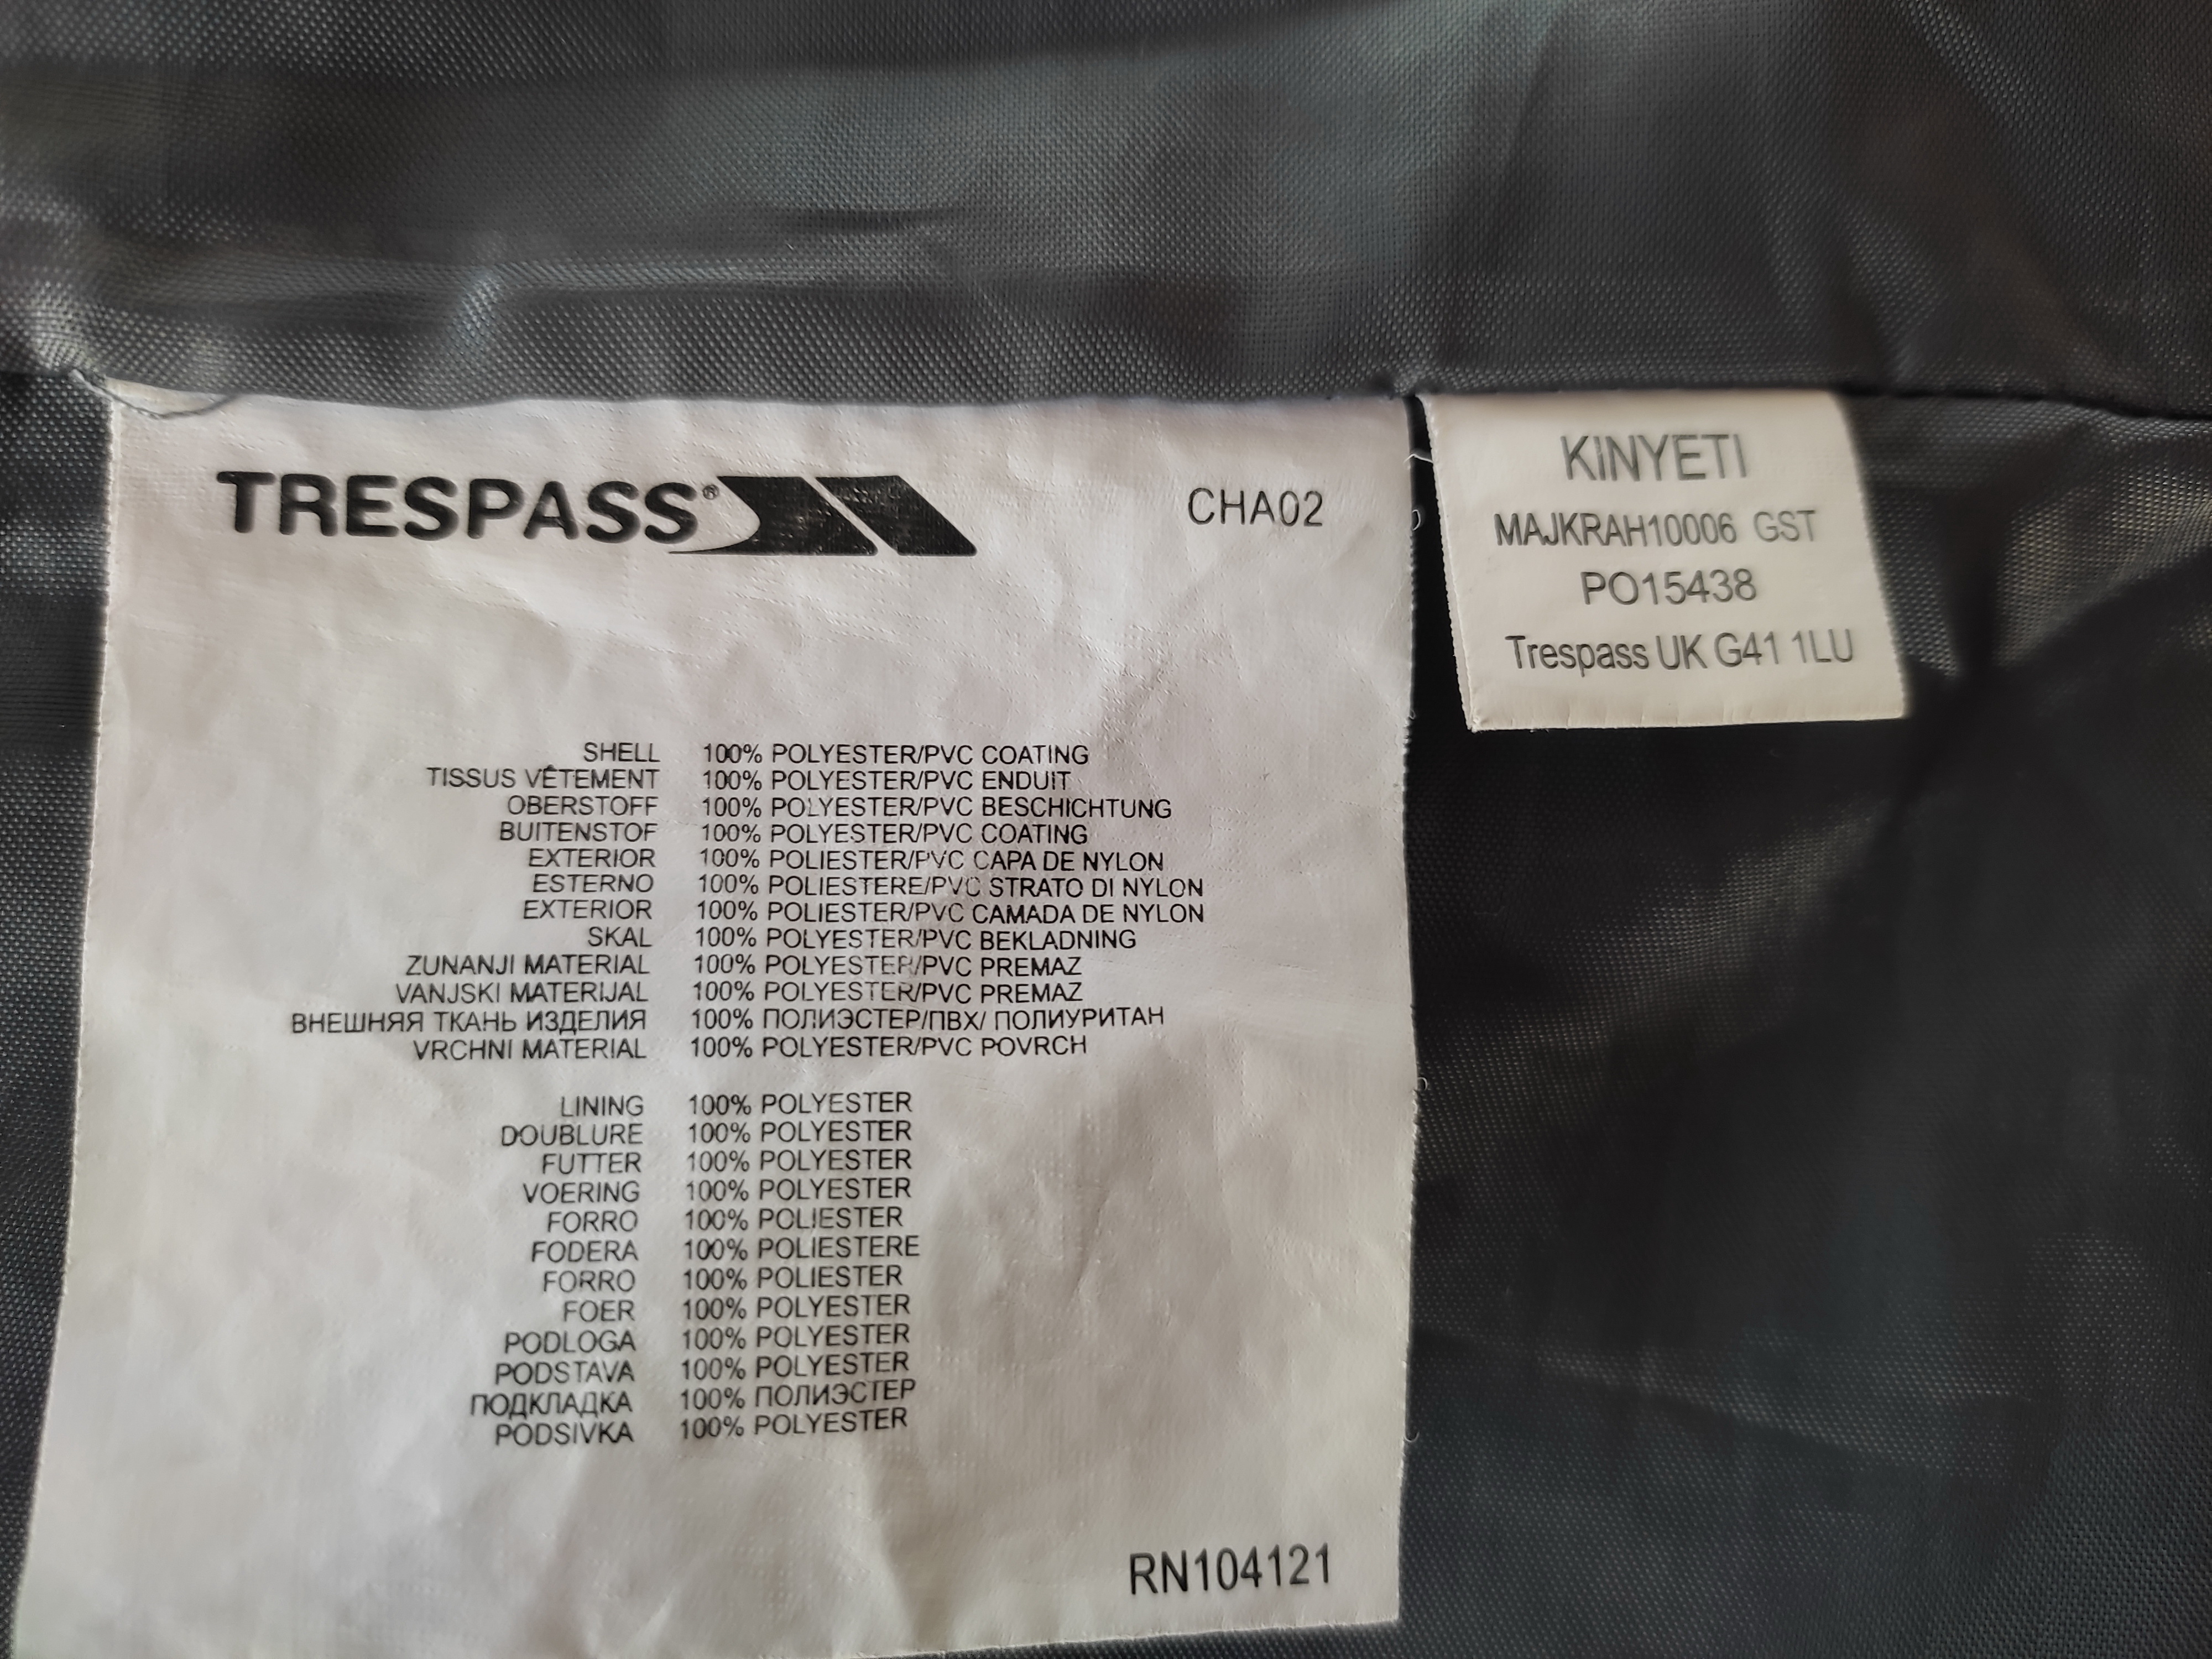 TRESPASS®
CHA02
SHELL 100% POLYESTER/PVC COATING
TISSUS VÊTEMENT 100% POLYESTER/PVC ENDUIT
OBERSTOFF 100% POLYESTER/PVC BESCHICHTUNG
BUITENSTOF 100% POLYESTER/PVC COATING
EXTERIOR 100% POLIESTER/PVC CAPA DE NYLON
ESTERNO 100% POLIESTERE/PVC STRATO DI NYLON
EXTERIOR 100% POLIESTER/PVC CAMADA DE NYLON
SKAL 100% POLYESTER/PVC BEKLADNING
ZUNANJI MATERIAL 100% POLYESTER/PVC PREMAZ
VANJSKI MATERIJAL 100% POLYESTER/PVC PREMAZ
ВНЕШНЯЯ ТКАНЬ ИЗДЕЛИЯ 100% ПОЛИЭСТЕР/ПВХ/ ПОЛИУРИТАН
VRCHNI MATERIAL 100% POLYESTER/PVC POVRCH
LINING 100% POLYESTER
DOUBLURE 100% POLYESTER
FUTTER 100% POLYESTER
VOERING 100% POLYESTER
FORRO 100% POLIESTER
FODERA 100% POLIESTERE
FORRO 100% POLIESTER
FOER 100% POLYESTER
PODLOGA 100% POLYESTER
PODSTAVA 100% POLYESTER
ПОДКЛАДКА 100% ПОЛИЭСТЕР
PODSIVKA 100% POLYESTER
RN104121
KINYETI
MAJKRAH10006 GST
PO15438
Trespass UK G41 1LU